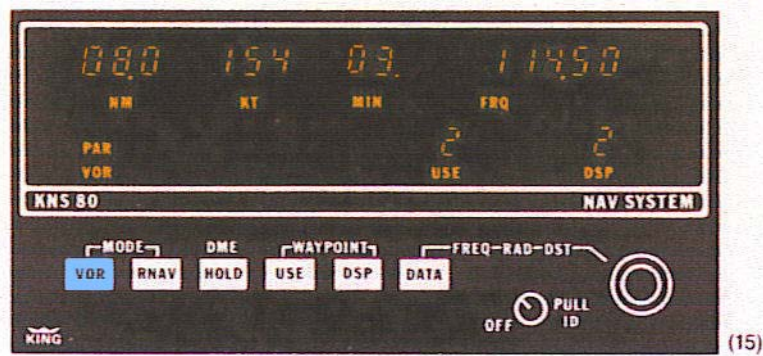 08.0 154 03. 114.50
NM KT MIN FRQ
PAR 2 2
VOR USE DSP
KNS 80 NAV SYSTEM
MODE DME WAYPOINT FREQ-RAD-DST
VOR RNAV HOLD USE DSP DATA
OFF PULL ID
KING
(15)